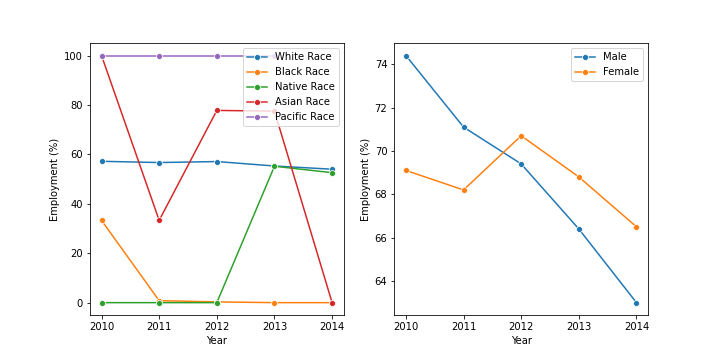 100
80
60
40
20
0
Employment (%)
2010 2011 2012 2013 2014
Year
White Race
Black Race
Native Race
Asian Race
Pacific Race
74
72
70
68
66
64
Employment (%)
2010 2011 2012 2013 2014
Year
Male
Female